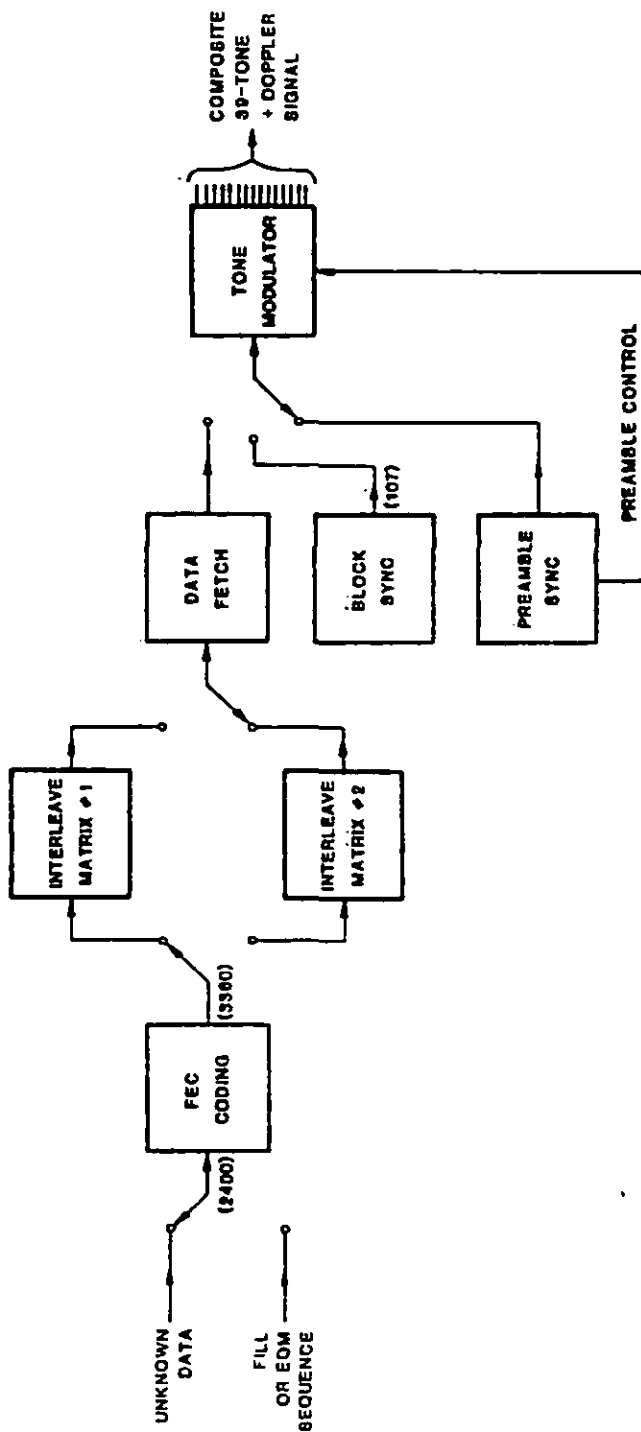 UNKNOWN
DATA
FILL
OR EOM
SEQUENCE
(2400)
FEC
CODING
(3360)
INTERLEAVE
MATRIX #1
INTERLEAVE
MATRIX #2
DATA
FETCH
BLOCK
SYNC
(107)
PREAMBLE
SYNC
TONE
MODULATOR
COMPOSITE
39-TONE
+ DOPPLER
SIGNAL
PREAMBLE CONTROL